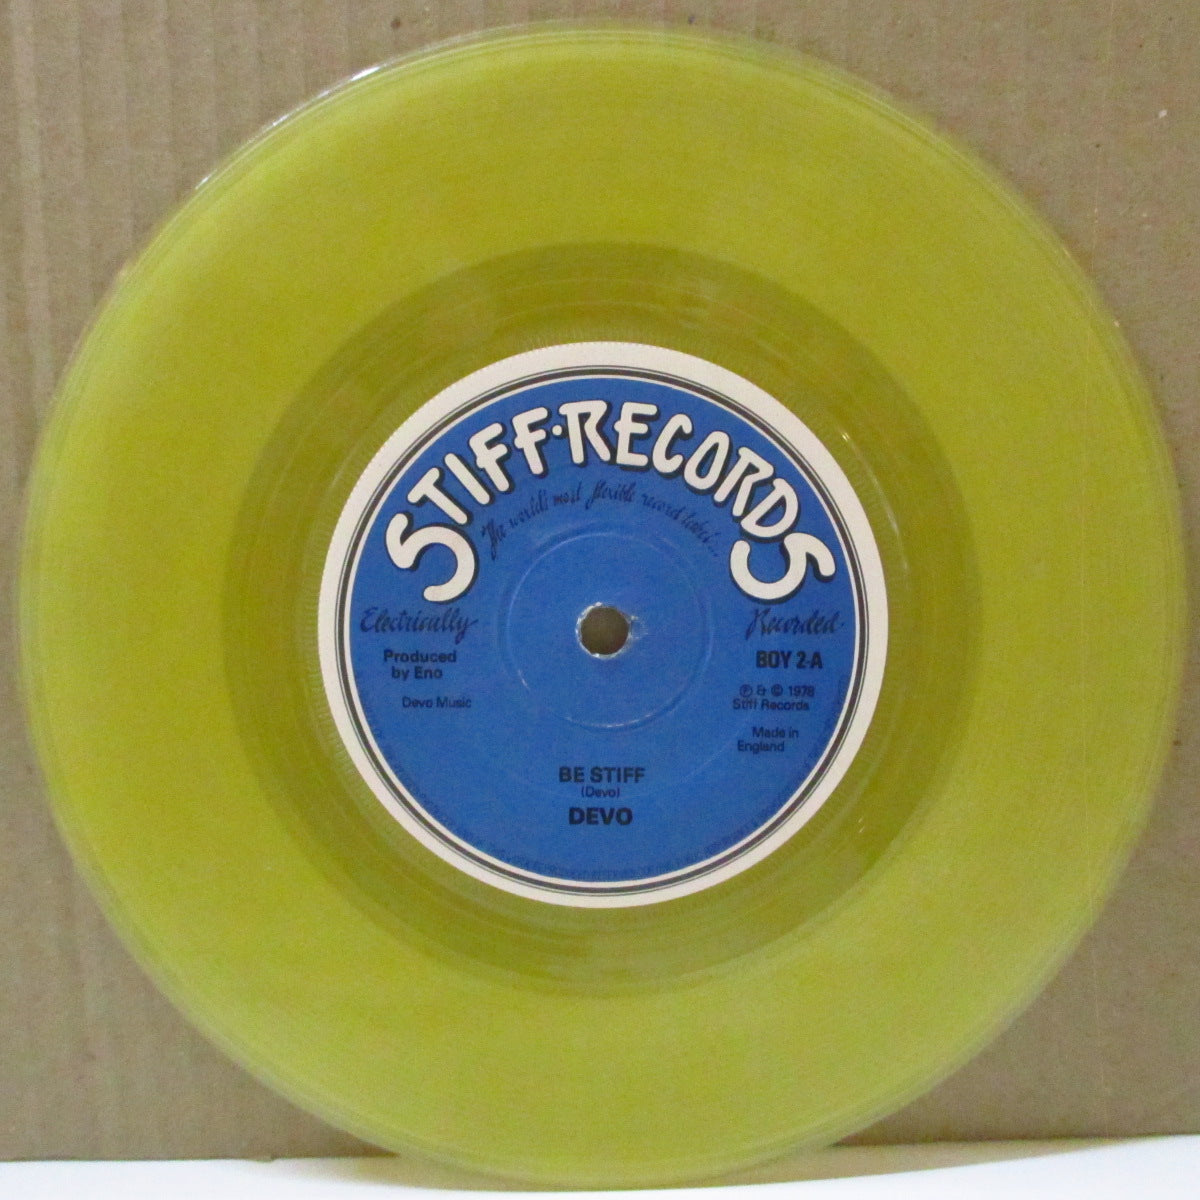 STIFF·RECORDS
The world's most flexible record label...
Electrically Recorded.
Produced
by Eno
Devo Music
BOY 2-A
℗ & © 1978
Stiff Records
Made in
England
BE STIFF
(Devo)
DEVO